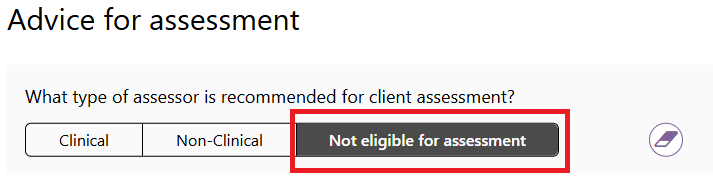 Advice for assessment
What type of assessor is recommended for client assessment?
Clinical Non-Clinical Not eligible for assessment